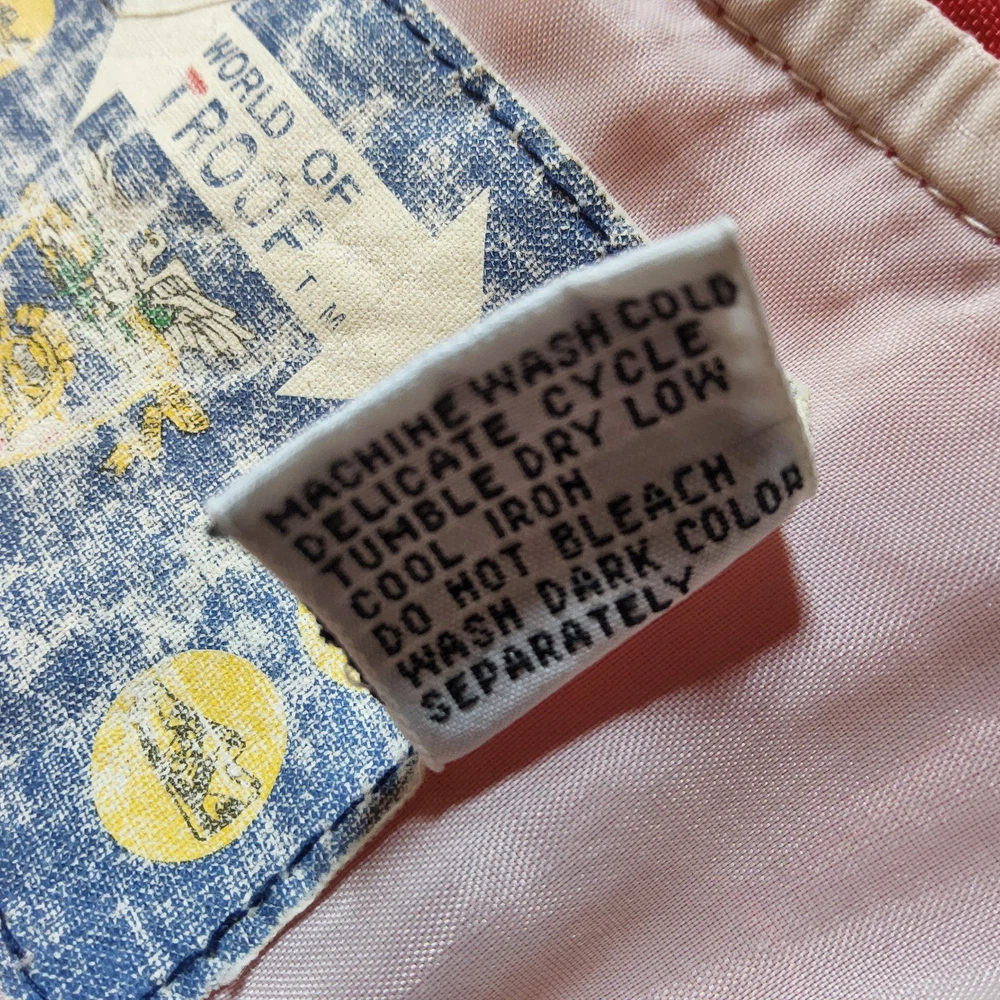 WORLD OF
TROOP T.M
MACHINE WASH COLD
DELICATE CYCLE
TUMBLE DRY LOW
COOL IRON
DO NOT BLEACH
WASH DARK COLOR
SEPARATELY